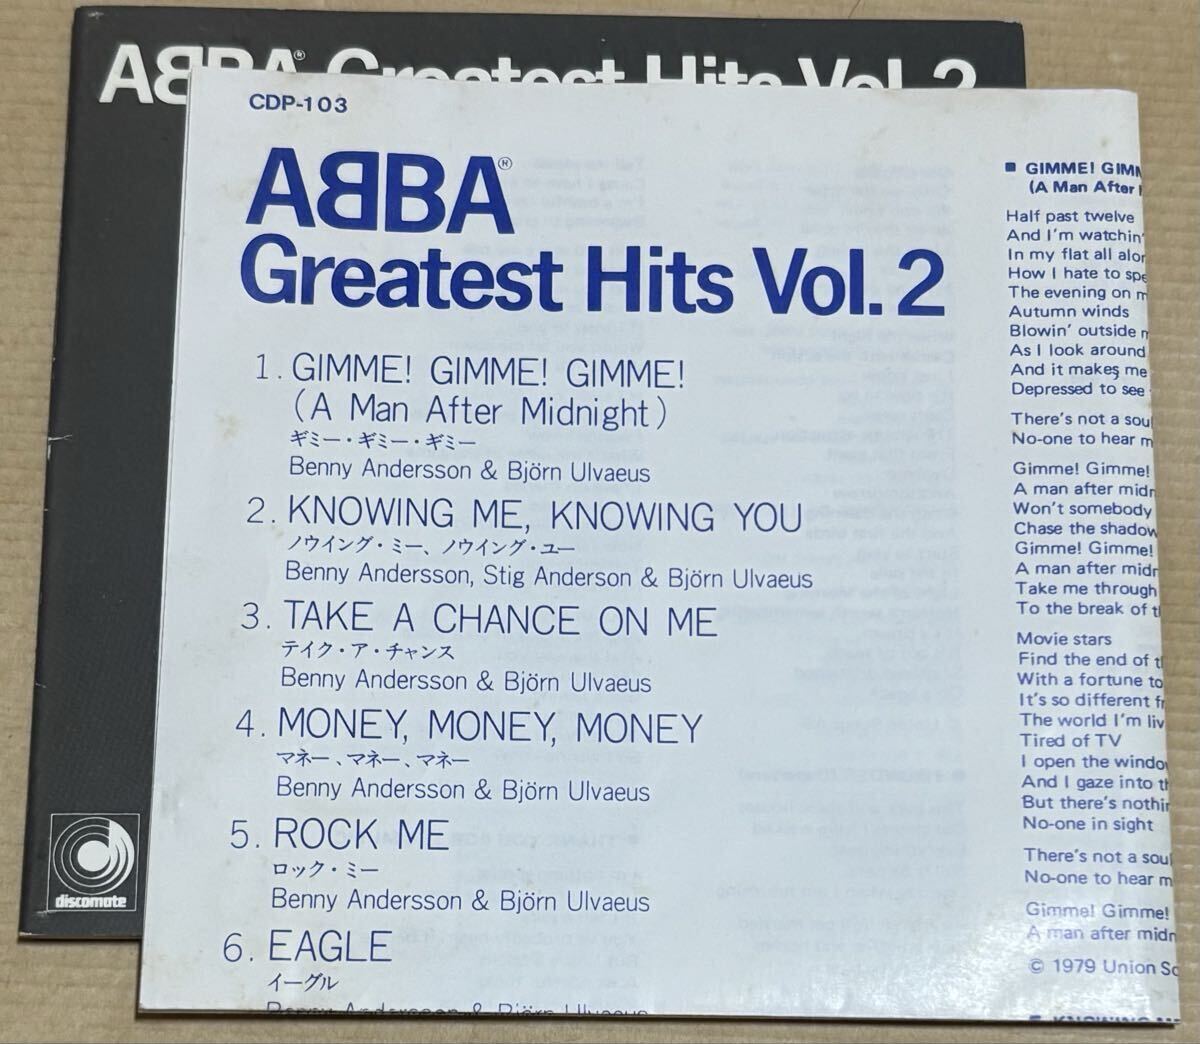 ABBA® Greatest Hits Vol.2
discomate
CDP-103
ABBA®
Greatest Hits Vol.2
1. GIMME! GIMME! GIMME!
(A Man After Midnight)
ギミー・ギミー・ギミー
Benny Andersson & Björn Ulvaeus
2. KNOWING ME, KNOWING YOU
ノウイング・ミー、ノウイング・ユー
Benny Andersson, Stig Anderson & Björn Ulvaeus
3. TAKE A CHANCE ON ME
テイク・ア・チャンス
Benny Andersson & Björn Ulvaeus
4. MONEY, MONEY, MONEY
マネー、マネー、マネー
Benny Andersson & Björn Ulvaeus
5. ROCK ME
ロック・ミー
Benny Andersson & Björn Ulvaeus
6. EAGLE
イーグル
Benny Andersson & Björn Ulvaeus
■ GIMME! GIMM
(A Man After
Half past twelve
And I'm watchin'
In my flat all alon
How I hate to spe
The evening on m
Autumn winds
Blowin' outside
As I look around
And it makes me
Depressed to see
There's not a soul
No-one to hear m
Gimme! Gimme!
A man after midn
Won't somebody
Chase the shadow
Gimme! Gimme!
A man after midn
Take me through
To the break of t
Movie stars
Find the end of t
With a fortune to
It's so different f
The world I'm liv
Tired of TV
I open the windo
And I gaze into t
But there's nothin
No-one in sight
There's not a soul
No-one to hear m
Gimme! Gimme!
A man after midn
© 1979 Union So
■ KNOWING